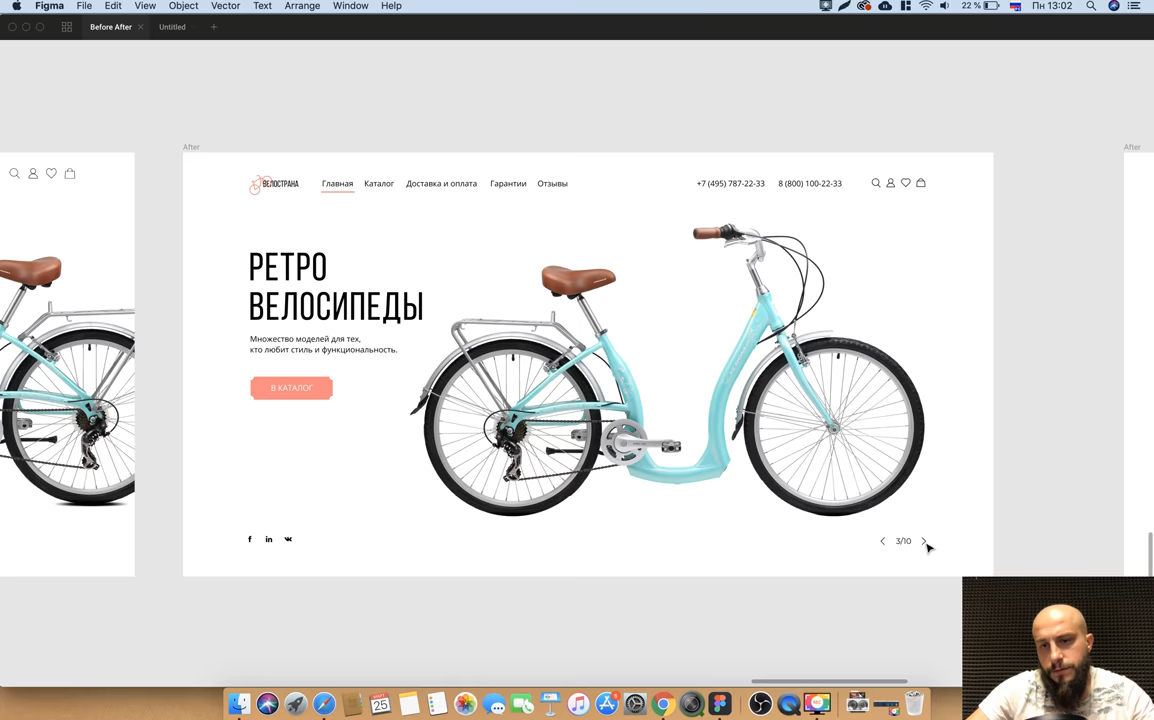 Figma File Edit View Object Vector Text Arrange Window Help 22 % Пн 13:02
Before After Untitled
After
After
ВЕЛОСТРАНА Главная Каталог Доставка и оплата Гарантии Отзывы +7 (495) 787-22-33 8 (800) 100-22-33
РЕТРО
ВЕЛОСИПЕДЫ
Множество моделей для тех,
кто любит стиль и функциональность.
В КАТАЛОГ
3/10
25